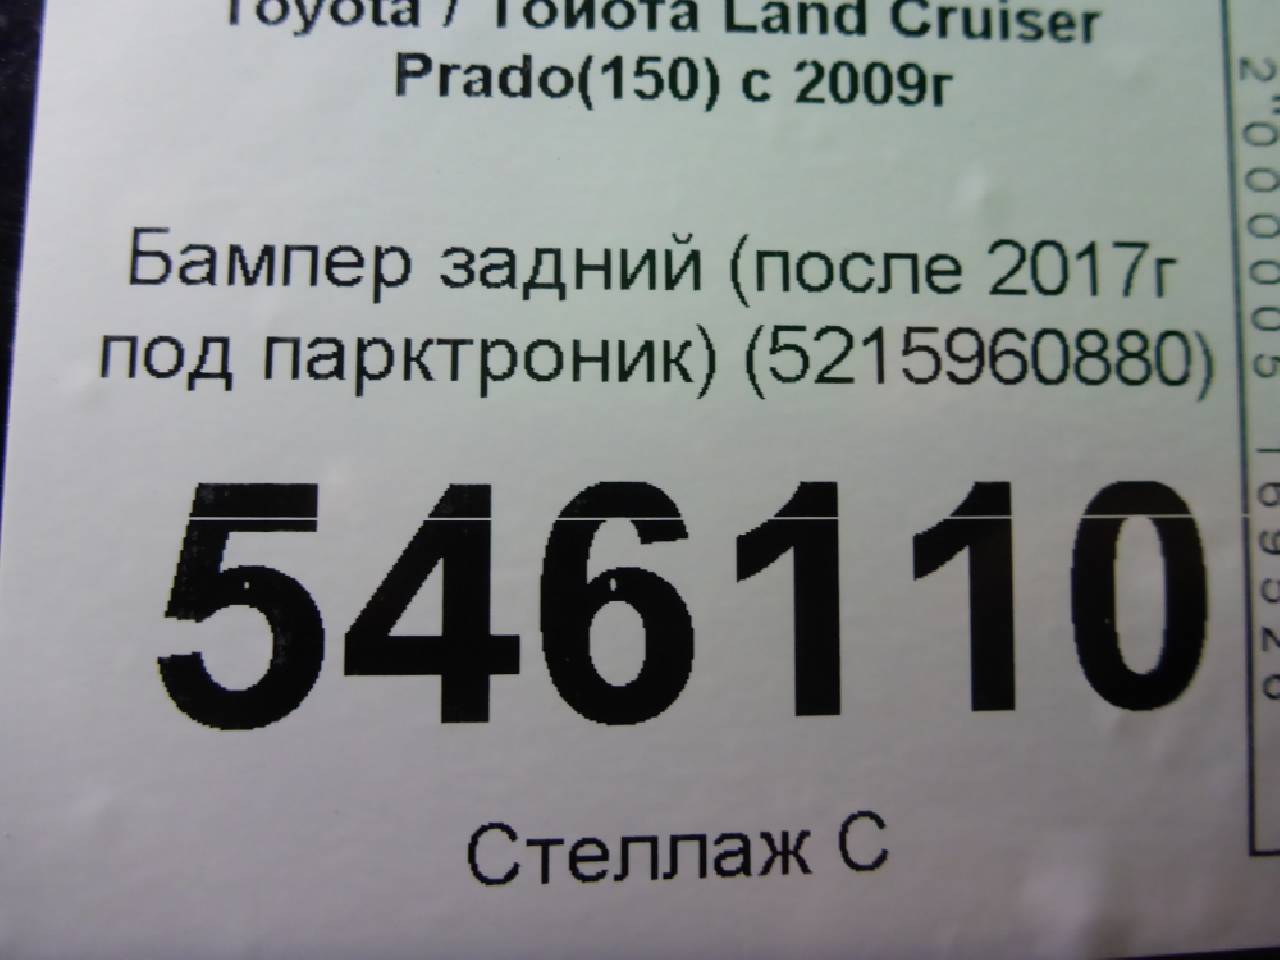 Toyota / Тойота Land Cruiser
Prado(150) с 2009г
Бампер задний (после 2017г
под парктроник) (5215960880)
546110
Стеллаж С